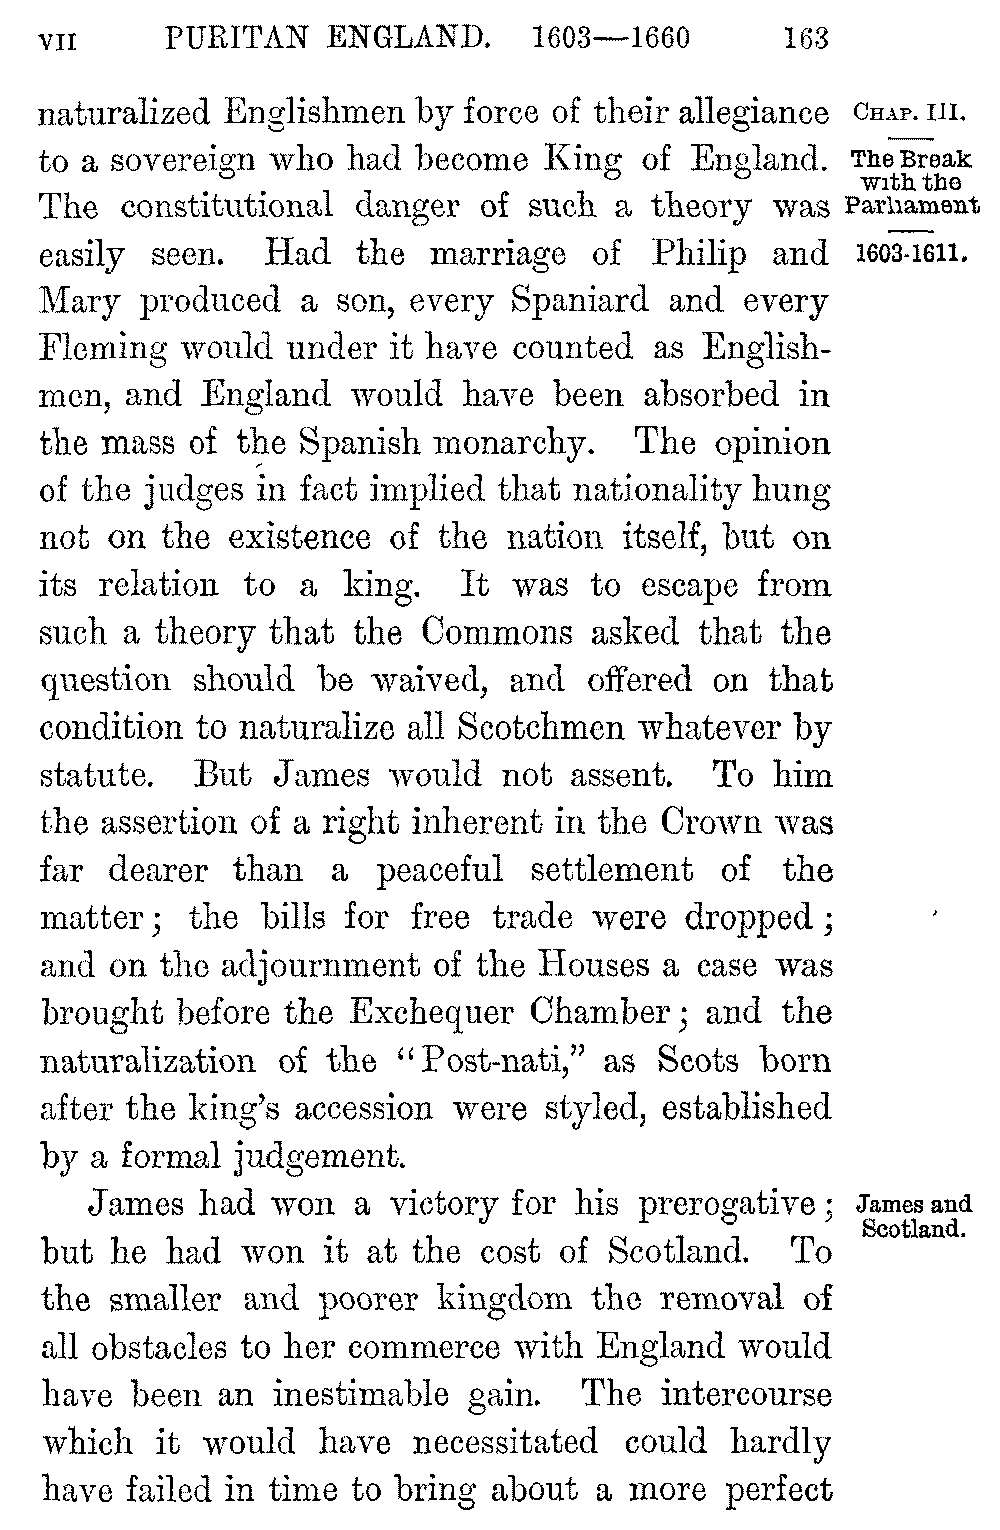 VII PURITAN ENGLAND. 1603—1660 163
naturalized Englishmen by force of their allegiance
to a sovereign who had become King of England.
The constitutional danger of such a theory was
easily seen. Had the marriage of Philip and
Mary produced a son, every Spaniard and every
Fleming would under it have counted as English-
men, and England would have been absorbed in
the mass of the Spanish monarchy. The opinion
of the judges in fact implied that nationality hung
not on the existence of the nation itself, but on
its relation to a king. It was to escape from
such a theory that the Commons asked that the
question should be waived, and offered on that
condition to naturalize all Scotchmen whatever by
statute. But James would not assent. To him
the assertion of a right inherent in the Crown was
far dearer than a peaceful settlement of the
matter; the bills for free trade were dropped;
and on the adjournment of the Houses a case was
brought before the Exchequer Chamber; and the
naturalization of the “Post-nati,” as Scots born
after the king’s accession were styled, established
by a formal judgement.
James had won a victory for his prerogative;
but he had won it at the cost of Scotland. To
the smaller and poorer kingdom the removal of
all obstacles to her commerce with England would
have been an inestimable gain. The intercourse
which it would have necessitated could hardly
have failed in time to bring about a more perfect
CHAP. III.
The Break
with the
Parliament
1603-1611.
James and
Scotland.